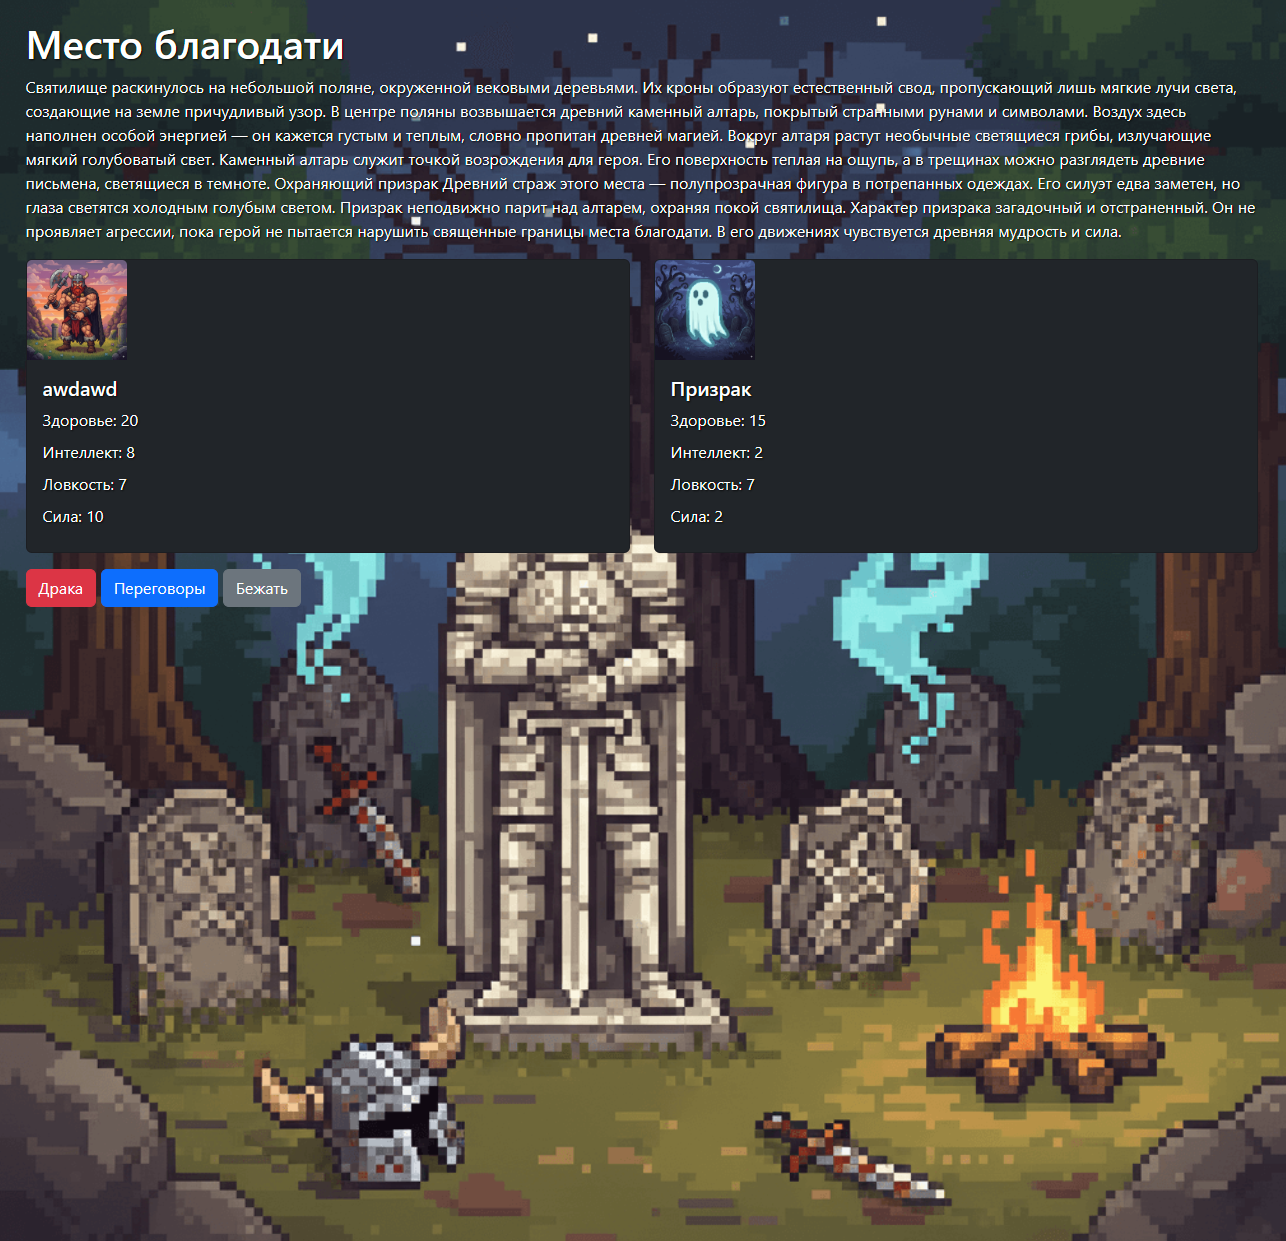 Место благодати
Святилище раскинулось на небольшой поляне, окруженной вековыми деревьями. Их кроны образуют естественный свод, пропускающий лишь мягкие лучи света,
создающие на земле причудливый узор. В центре поляны возвышается древний каменный алтарь, покрытый странными рунами и символами. Воздух здесь
наполнен особой энергией — он кажется густым и теплым, словно пропитан древней магией. Вокруг алтаря растут необычные светящиеся грибы, излучающие
мягкий голубоватый свет. Каменный алтарь служит точкой возрождения для героя. Его поверхность теплая на ощупь, а в трещинах можно разглядеть древние
письмена, светящиеся в темноте. Охраняющий призрак Древний страж этого места — полупрозрачная фигура в потрепанных одеждах. Его силуэт едва заметен, но
глаза светятся холодным голубым светом. Призрак неподвижно парит над алтарем, охраняя покой святилища. Характер призрака загадочный и отстраненный. Он не
проявляет агрессии, пока герой не пытается нарушить священные границы места благодати. В его движениях чувствуется древняя мудрость и сила.
awdawd
Здоровье: 20
Интеллект: 8
Ловкость: 7
Сила: 10
Призрак
Здоровье: 15
Интеллект: 2
Ловкость: 7
Сила: 2
Драка
Переговоры
Бежать